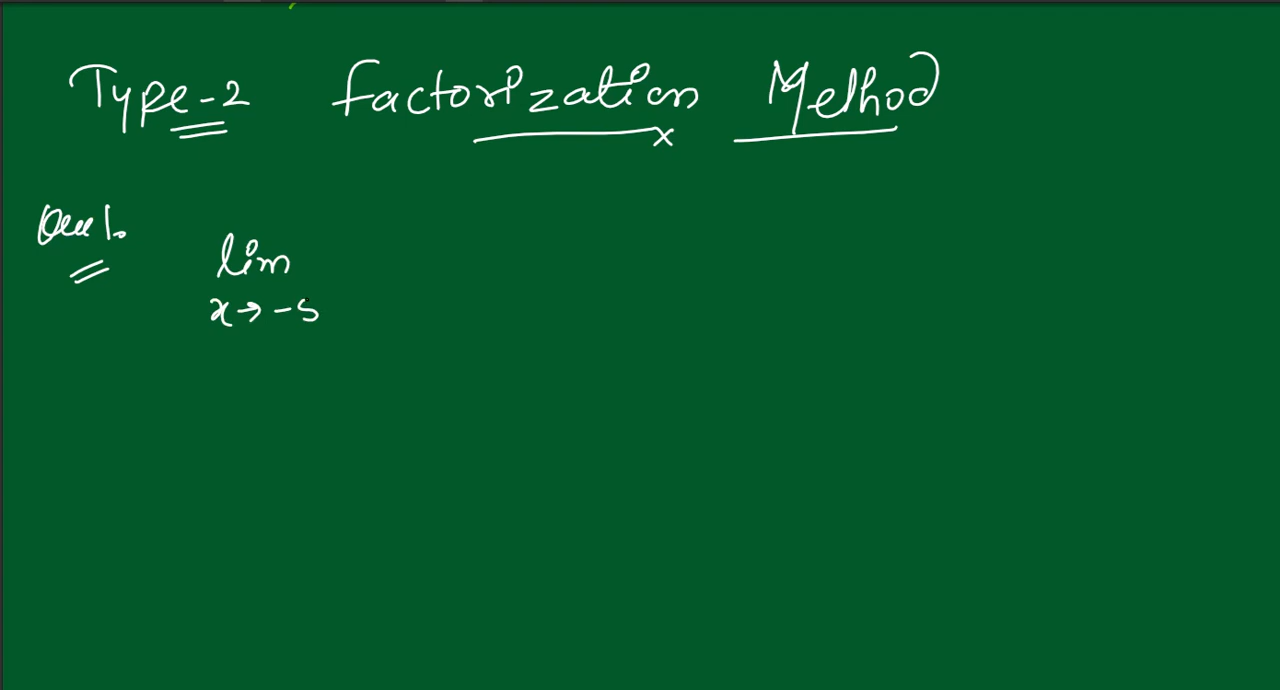 Type-2 Factorization Method
Que 1.
lim
x → -5